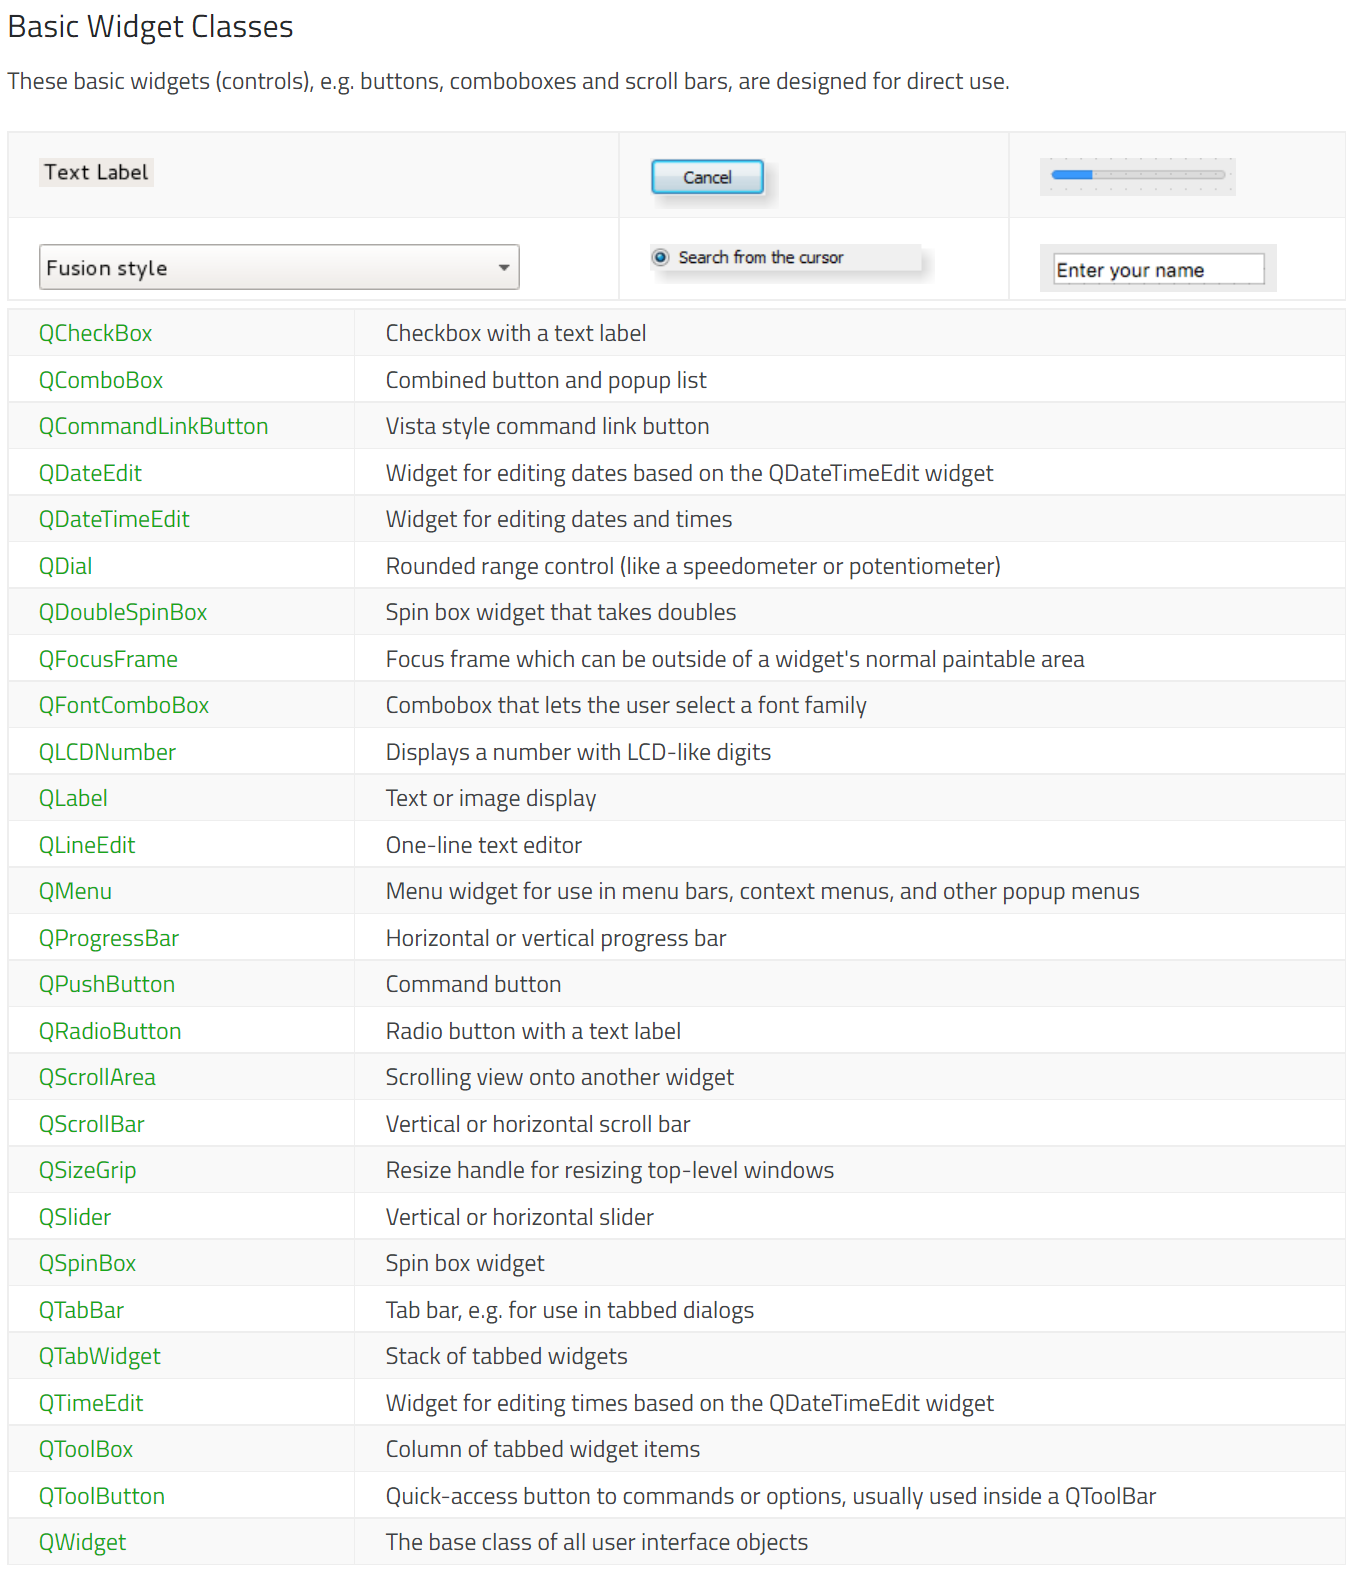 Basic Widget Classes
These basic widgets (controls), e.g. buttons, comboboxes and scroll bars, are designed for direct use.
Text Label
Cancel
Fusion style
Search from the cursor
Enter your name
QCheckBox Checkbox with a text label
QComboBox Combined button and popup list
QCommandLinkButton Vista style command link button
QDateEdit Widget for editing dates based on the QDateTimeEdit widget
QDateTimeEdit Widget for editing dates and times
QDial Rounded range control (like a speedometer or potentiometer)
QDoubleSpinBox Spin box widget that takes doubles
QFocusFrame Focus frame which can be outside of a widget's normal paintable area
QFontComboBox Combobox that lets the user select a font family
QLCDNumber Displays a number with LCD-like digits
QLabel Text or image display
QLineEdit One-line text editor
QMenu Menu widget for use in menu bars, context menus, and other popup menus
QProgressBar Horizontal or vertical progress bar
QPushButton Command button
QRadioButton Radio button with a text label
QScrollArea Scrolling view onto another widget
QScrollBar Vertical or horizontal scroll bar
QSizeGrip Resize handle for resizing top-level windows
QSlider Vertical or horizontal slider
QSpinBox Spin box widget
QTabBar Tab bar, e.g. for use in tabbed dialogs
QTabWidget Stack of tabbed widgets
QTimeEdit Widget for editing times based on the QDateTimeEdit widget
QToolBox Column of tabbed widget items
QToolButton Quick-access button to commands or options, usually used inside a QToolBar
QWidget The base class of all user interface objects